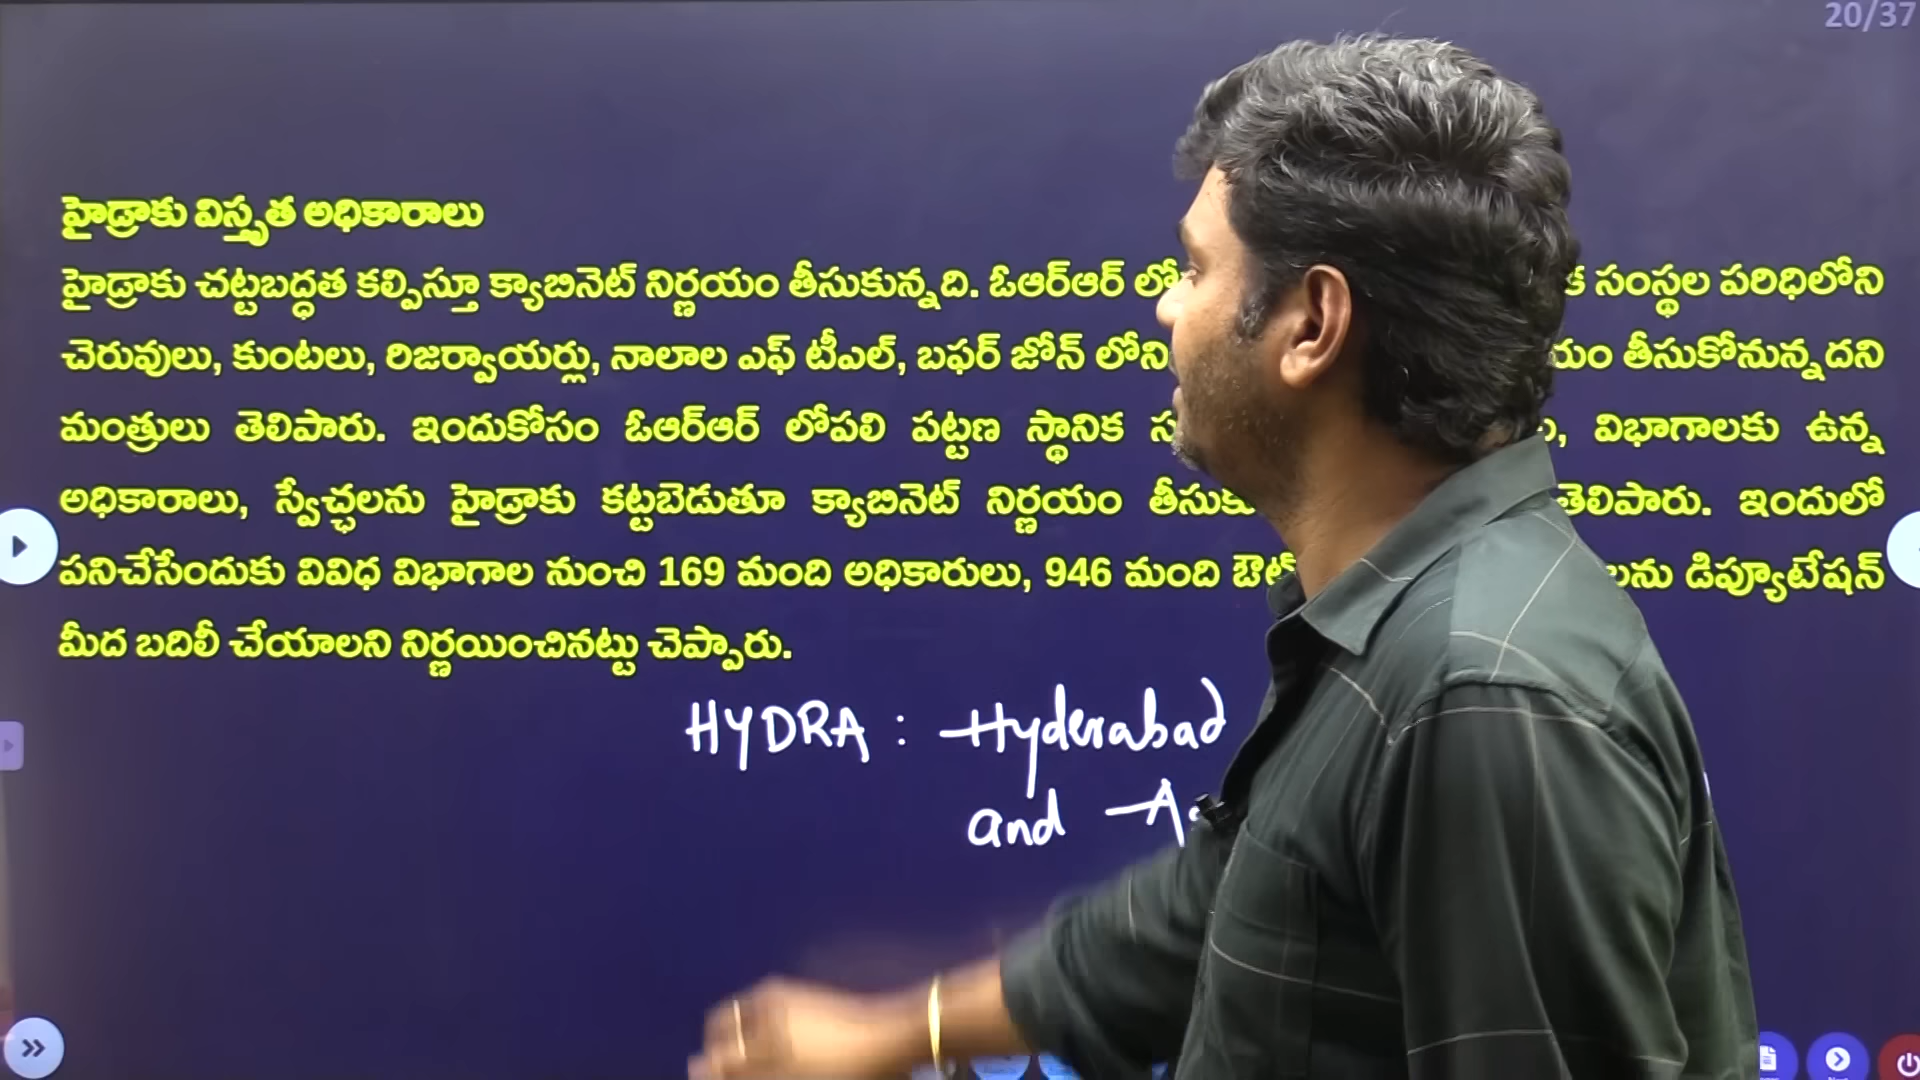 20/37
హైడ్రాకు విస్తృత అధికారాలు
హైడ్రాకు చట్టబద్ధత కల్పిస్తూ క్యాబినెట్ నిర్ణయం తీసుకున్నది. ఓఆర్ఆర్ సంస్థల పరిధిలోని
చెరువులు, కుంటలు, రిజర్వాయర్లు, నాలాల ఎఫ్ టీఎల్, బఫర్ జోన్ తీసుకోనున్నదని
మంత్రులు తెలిపారు. ఇందుకోసం ఓఆర్ఆర్ లోపలి పట్టణ స్థానిక విభాగాలకు ఉన్న
అధికారాలు, స్వేచ్ఛలను హైడ్రాకు కట్టబెడుతూ క్యాబినెట్ నిర్ణయం తెలిపారు. ఇందులో
పనిచేసేందుకు వివిధ విభాగాల నుంచి 169 మంది అధికారులు, 946 మంది డిప్యూటేషన్
మీద బదిలీ చేయాలని నిర్ణయించినట్టు చెప్పారు.
HYDRA : Hyderabad
and